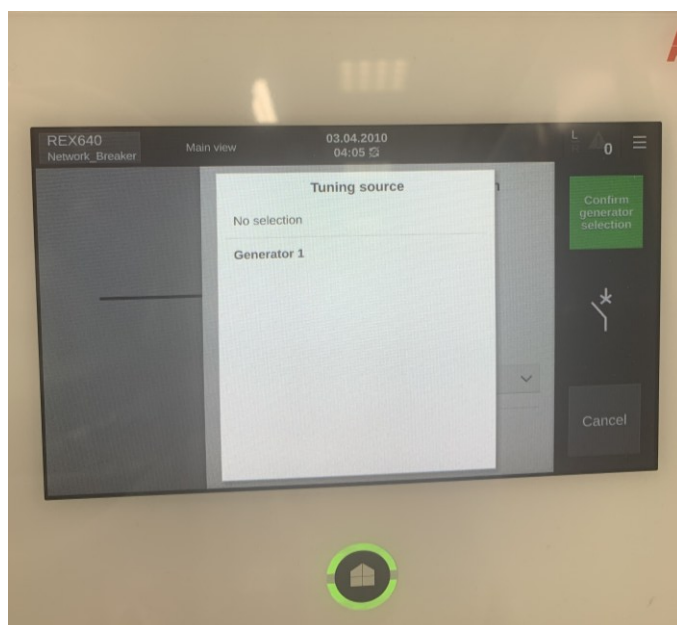 REX640
Network_Breaker
Main view
03.04.2010
04:05
L
0
Tuning source
No selection
Generator 1
Confirm
generator
selection
Cancel